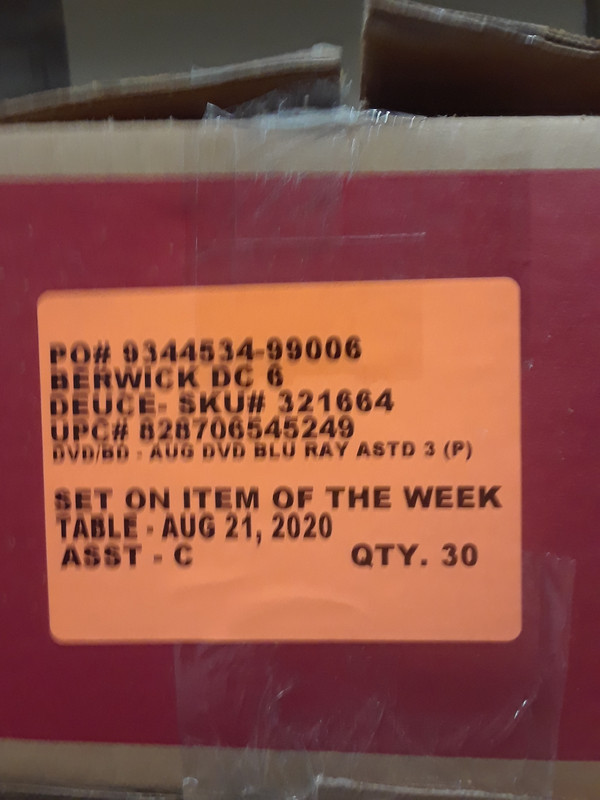 PO# 9344534-99006
BERWICK DC 6
DEUCE- SKU# 321664
UPC# 828706545249
DVD/BD - AUG DVD BLU RAY ASTD 3 (P)
SET ON ITEM OF THE WEEK
TABLE - AUG 21, 2020
ASST - C QTY. 30